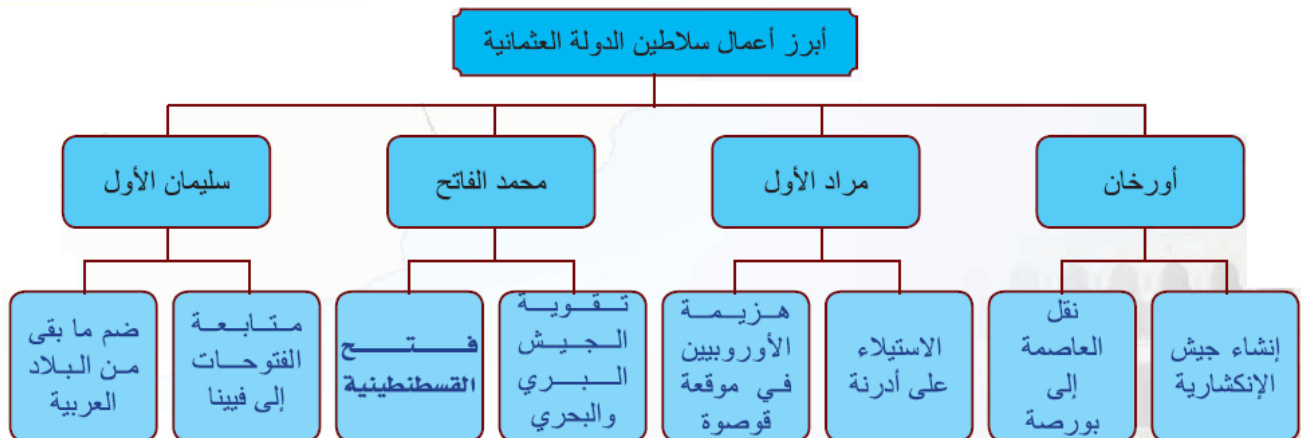 أبرز أعمال سلاطين الدولة العثمانية
أورخان
مراد الأول
محمد الفاتح
سليمان الأول
إنشاء جيش
الإنكشارية
نقل
العاصمة
إلى
بورصة
الاستيلاء
على أدرنة
هزيمة
الأوروبيين
في موقعة
قوصوة
تقوية
الجيش
البري
والبحري
فتح
القسطنطينية
متابعة
الفتوحات
إلى فيينا
ضم ما بقى
من البلاد
العربية